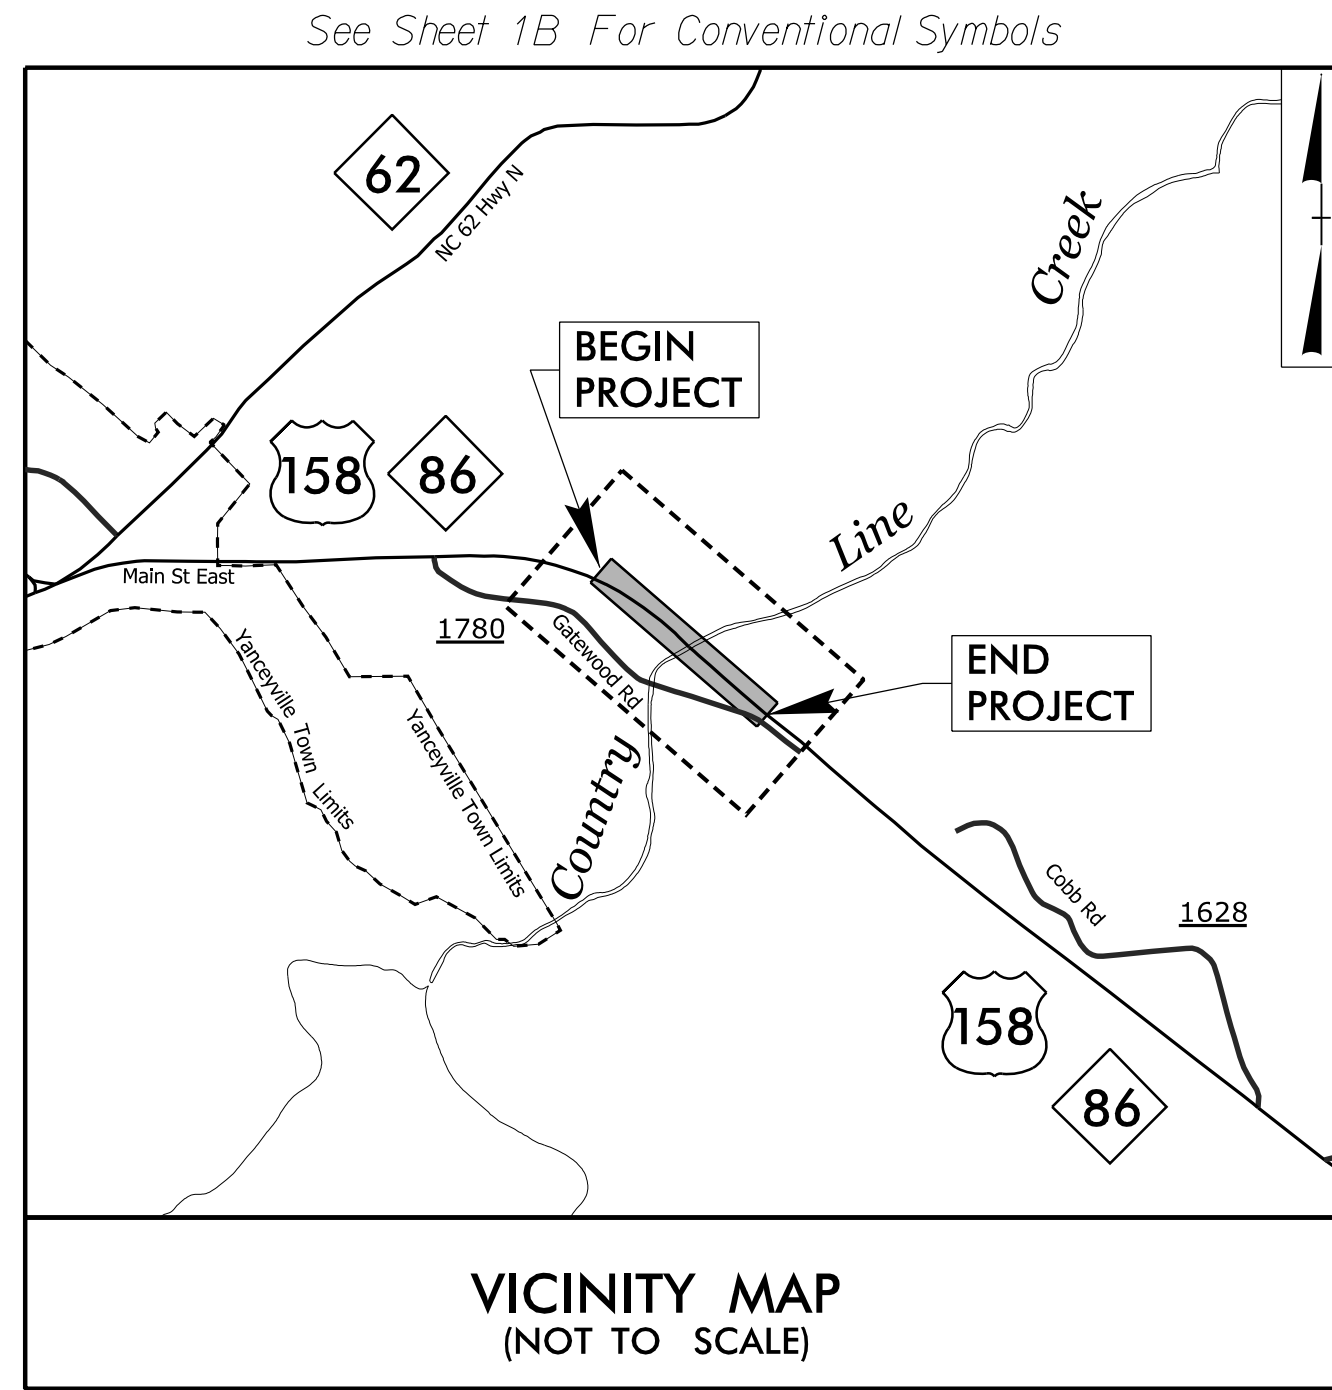 See Sheet 1B For Conventional Symbols
62
NC 62 Hwy N
Creek
BEGIN
PROJECT
158
86
Line
Main St East
1780
Gatewood Rd
Yanceyville Town Limits
Yanceyville Town Limits
END
PROJECT
Country
Cobb Rd
1628
158
86
VICINITY MAP
(NOT TO SCALE)